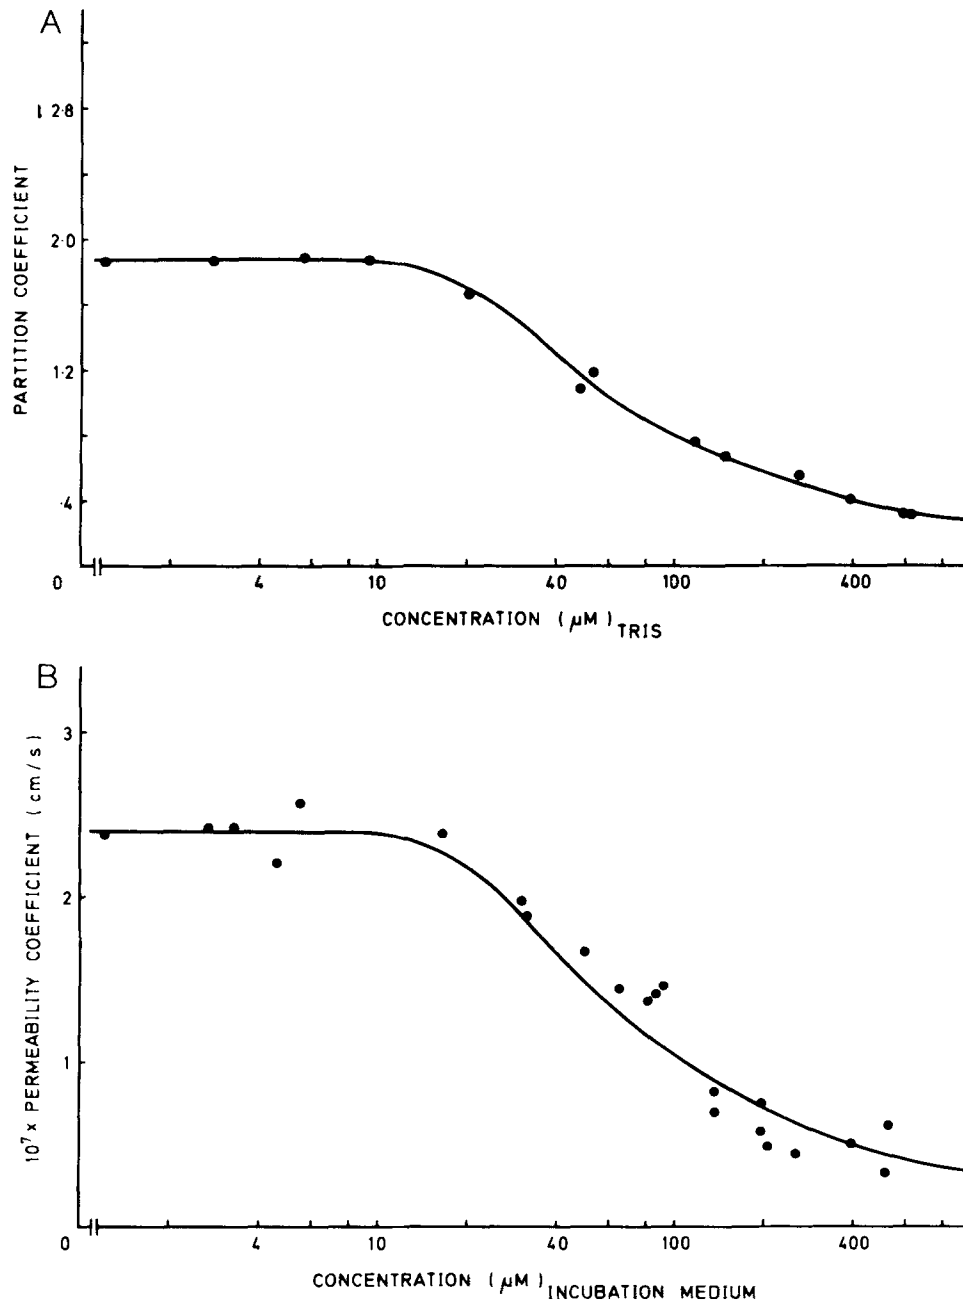 A
2·8
2·0
1·2
·4
PARTITION COEFFICIENT
0 4 10 40 100 400
CONCENTRATION (μM) TRIS
B
3
2
1
10⁷ x PERMEABILITY COEFFICIENT (cm/s)
0 4 10 40 100 400
CONCENTRATION (μM) INCUBATION MEDIUM